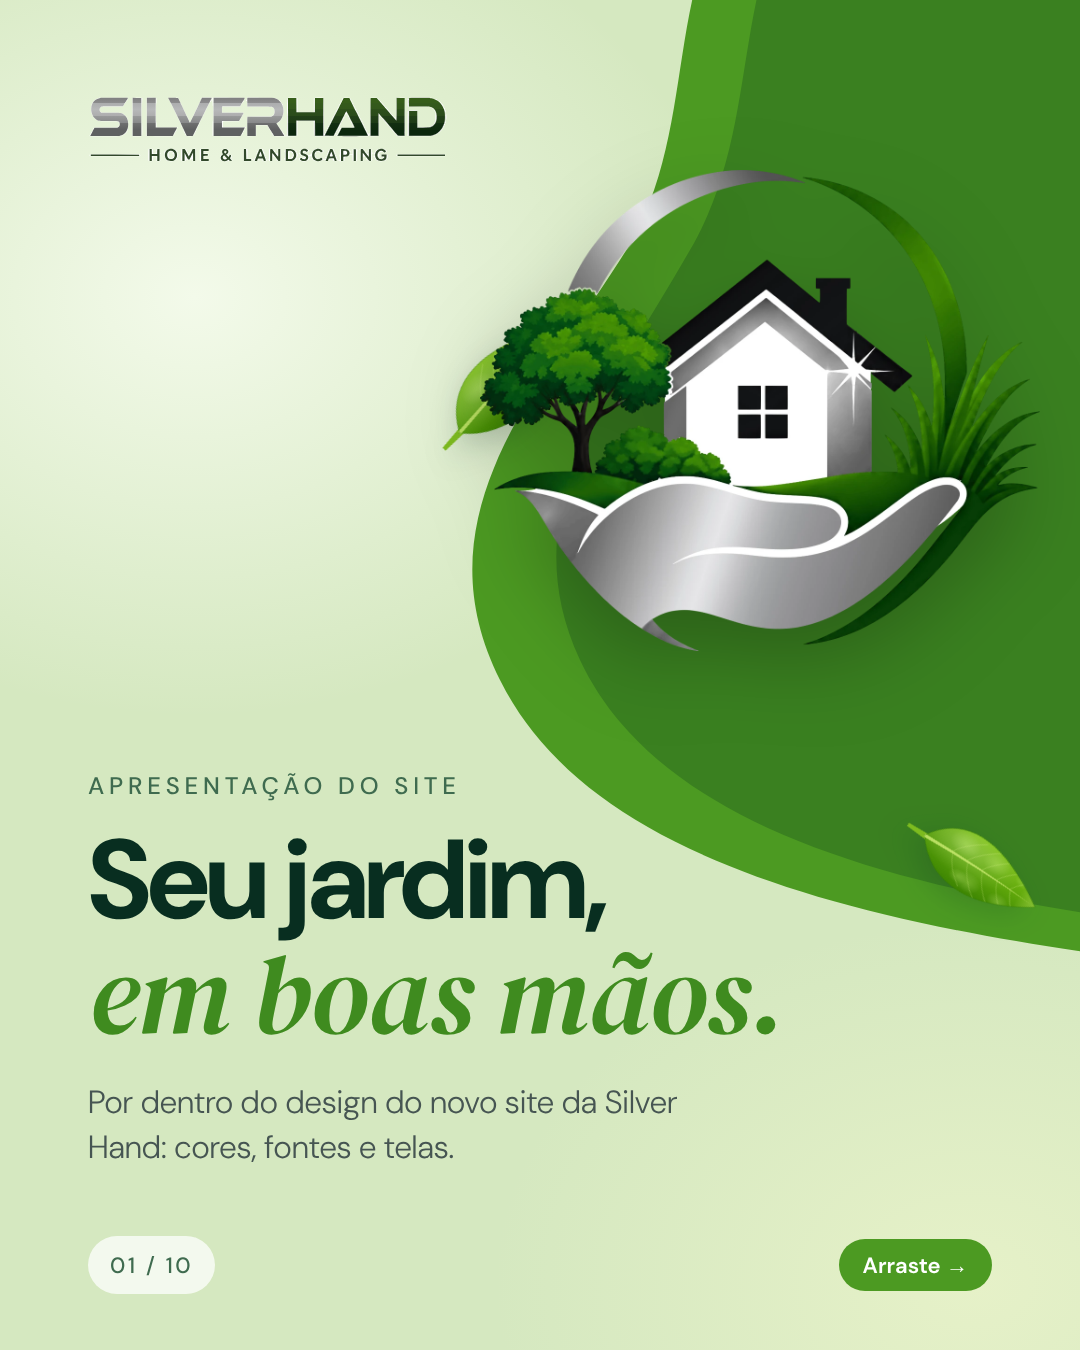 SILVERHAND
HOME & LANDSCAPING
APRESENTAÇÃO DO SITE
Seu jardim,
em boas mãos.
Por dentro do design do novo site da Silver
Hand: cores, fontes e telas.
01 / 10
Arraste →